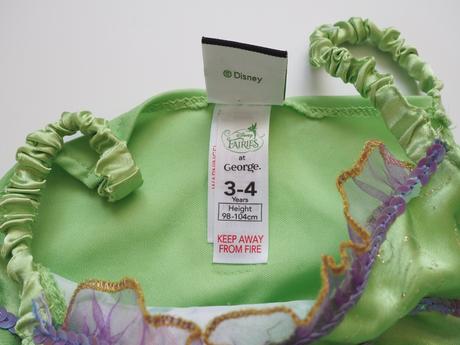 © Disney
Disney
FAIRIES
at
George.
3-4
Years
Height
98-104cm
KEEP AWAY
FROM FIRE